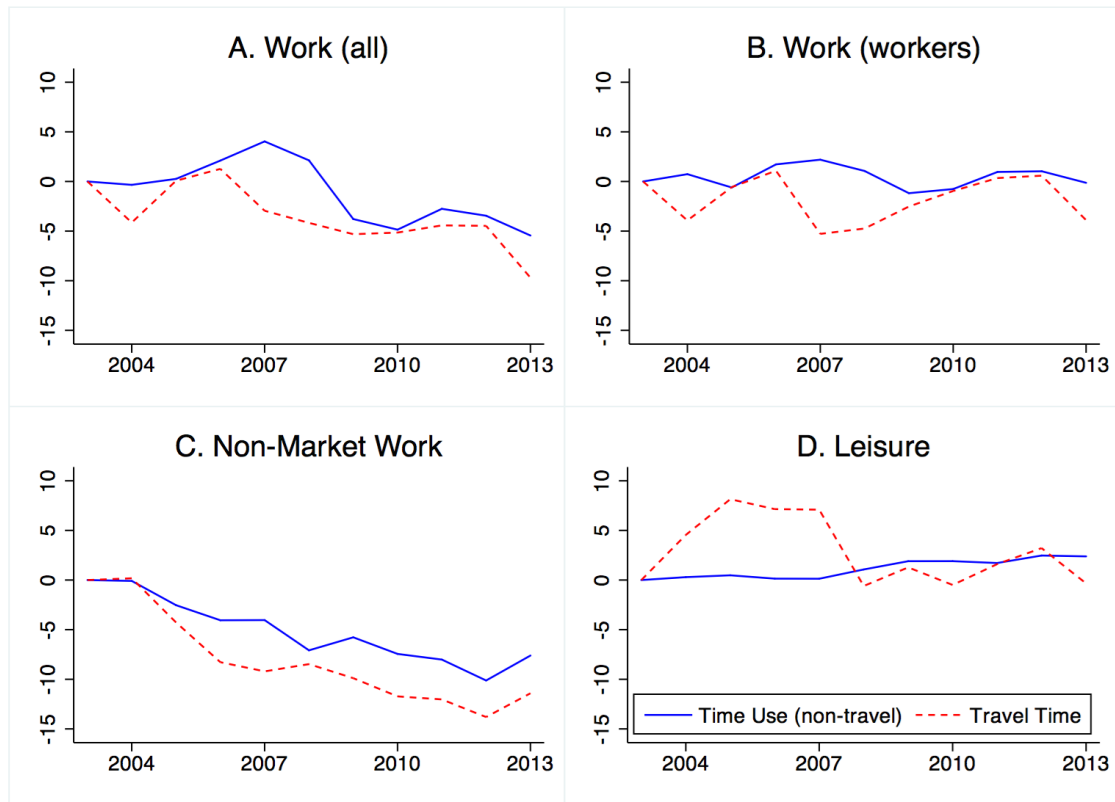 A. Work (all)
10
5
0
-5
-10
-15
2004 2007 2010 2013
B. Work (workers)
10
5
0
-5
-10
-15
2004 2007 2010 2013
C. Non-Market Work
10
5
0
-5
-10
-15
2004 2007 2010 2013
D. Leisure
10
5
0
-5
-10
-15
Time Use (non-travel) Travel Time
2004 2007 2010 2013